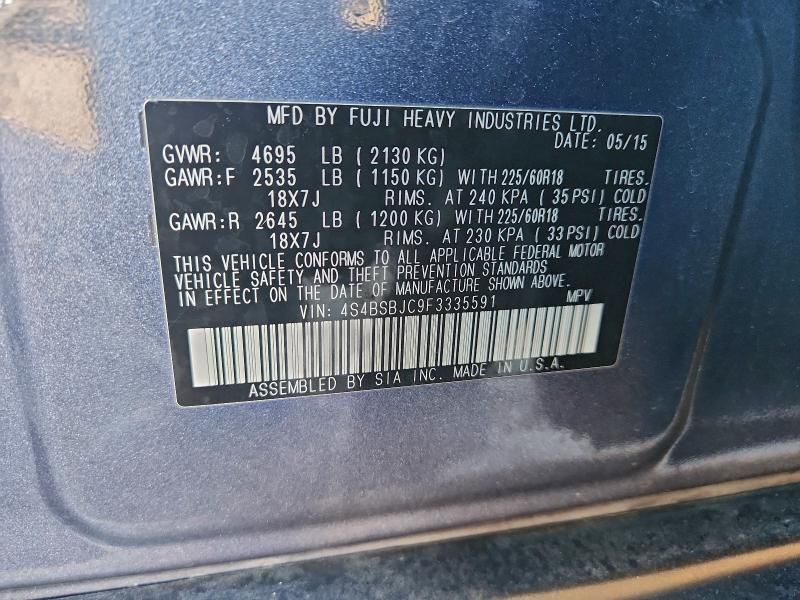 MFD BY FUJI HEAVY INDUSTRIES LTD.
DATE: 05/15
GVWR: 4695 LB ( 2130 KG)
GAWR:F 2535 LB ( 1150 KG) WITH 225/60R18 TIRES.
18X7J RIMS. AT 240 KPA ( 35 PSI) COLD
GAWR:R 2645 LB ( 1200 KG) WITH 225/60R18 TIRES.
18X7J RIMS. AT 230 KPA ( 33 PSI) COLD
THIS VEHICLE CONFORMS TO ALL APPLICABLE FEDERAL MOTOR
VEHICLE SAFETY AND THEFT PREVENTION STANDARDS
IN EFFECT ON THE DATE OF MANUFACTURE SHOWN ABOVE.
VIN: 4S4BSBJC9F3335591 MPV
ASSEMBLED BY SIA INC. MADE IN U.S.A.